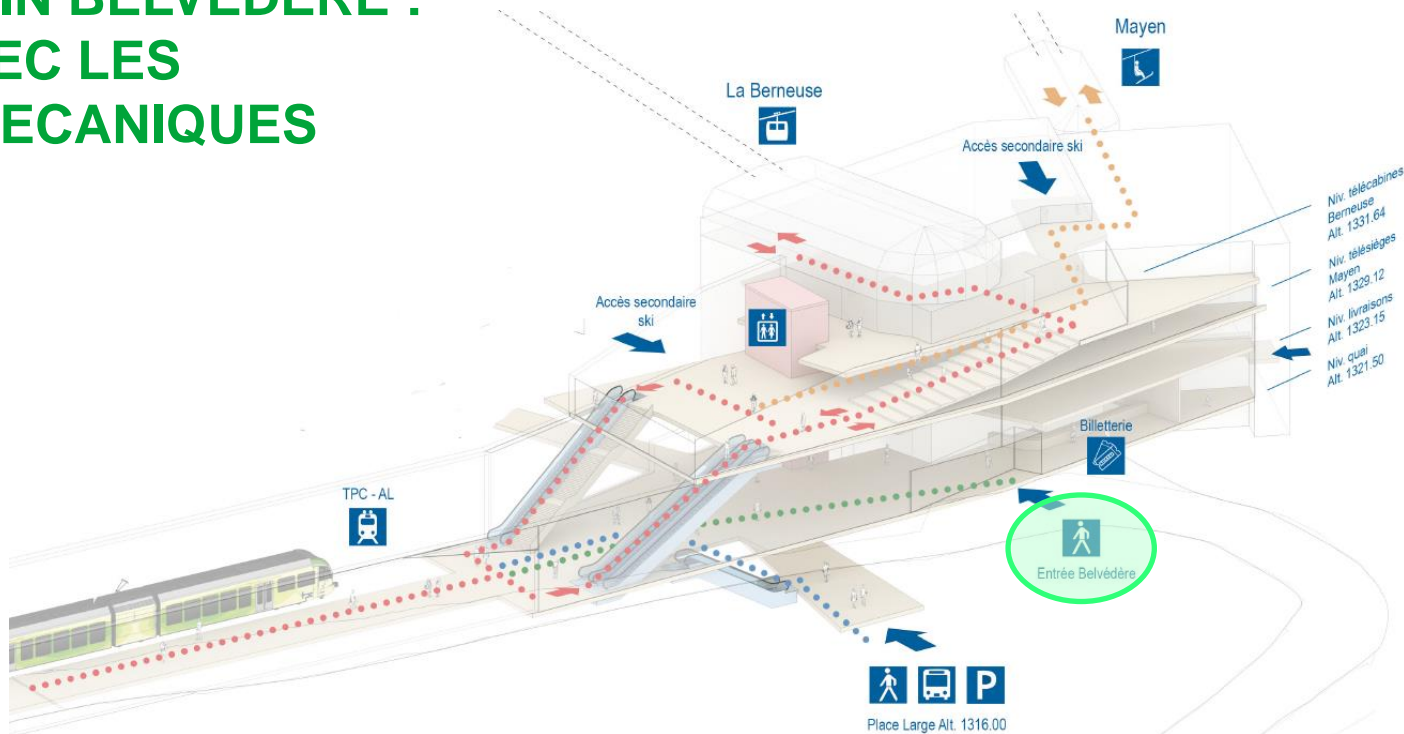 IN BELVEDERE :
EC LES
ECANIQUES
Mayen
La Berneuse
Accès secondaire ski
Niv. télécabines
Berneuse
Alt. 1331.64
Niv. télésièges
Mayen
Alt. 1329.12
Niv. livraisons
Alt. 1323.15
Niv. quai
Alt. 1321.50
Accès secondaire
ski
Billetterie
TPC - AL
Entrée Belvédère
P
Place Large Alt. 1316.00